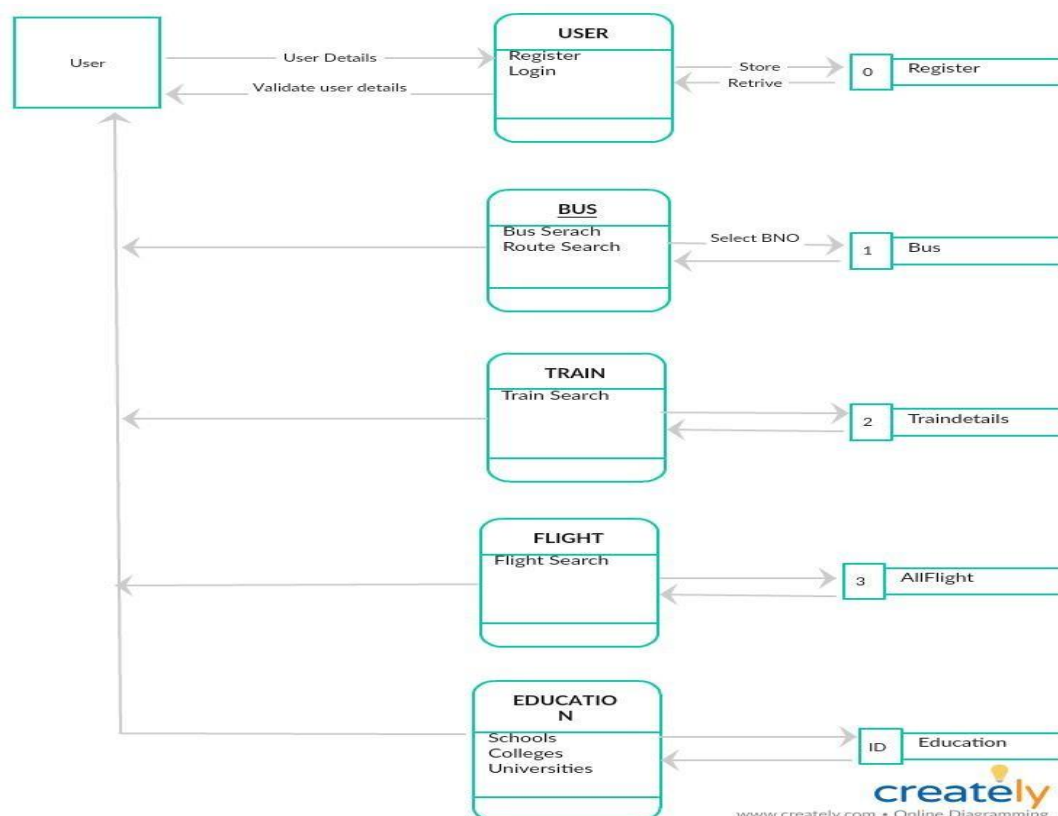 User
User Details
Validate user details
USER
Register
Login
Store
Retrive
0
Register
BUS
Bus Serach
Route Search
Select BNO
1
Bus
TRAIN
Train Search
2
Traindetails
FLIGHT
Flight Search
3
AllFlight
EDUCATIO
N
Schools
Colleges
Universities
ID
Education
creately
www.creately.com • Online Diagramming